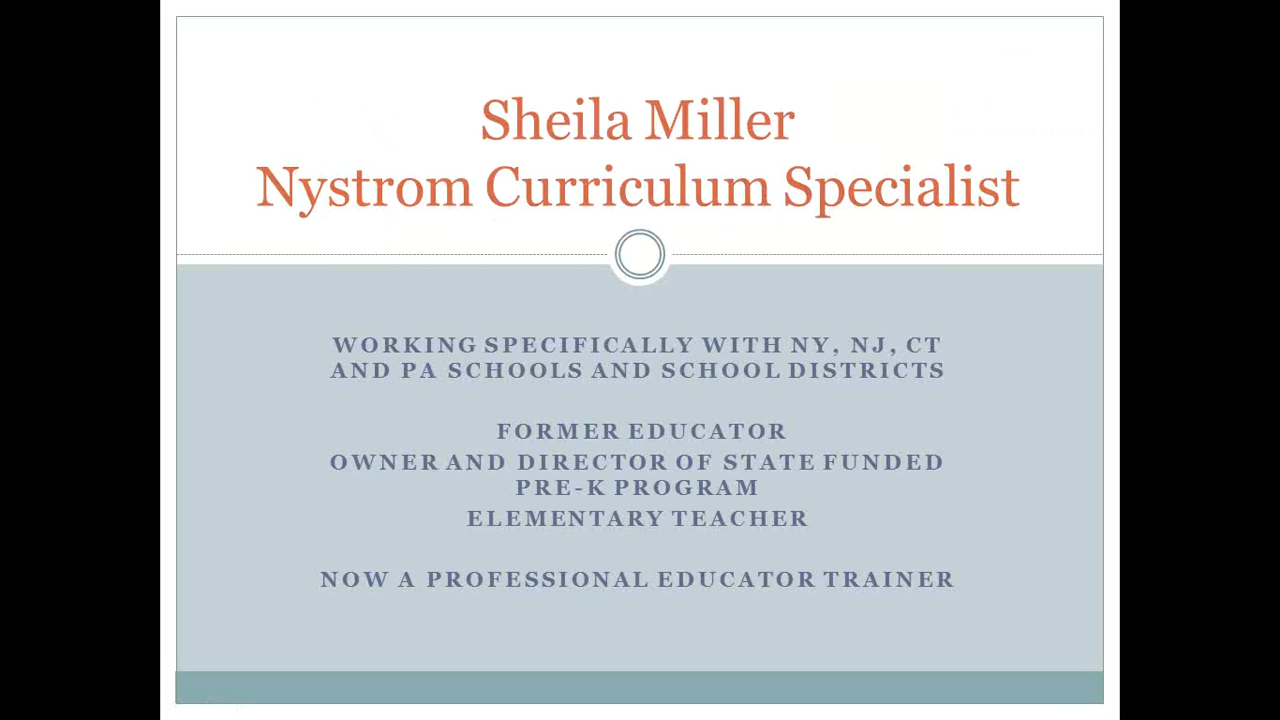 Sheila Miller
Nystrom Curriculum Specialist
WORKING SPECIFICALLY WITH NY, NJ, CT
AND PA SCHOOLS AND SCHOOL DISTRICTS
FORMER EDUCATOR
OWNER AND DIRECTOR OF STATE FUNDED
PRE-K PROGRAM
ELEMENTARY TEACHER
NOW A PROFESSIONAL EDUCATOR TRAINER